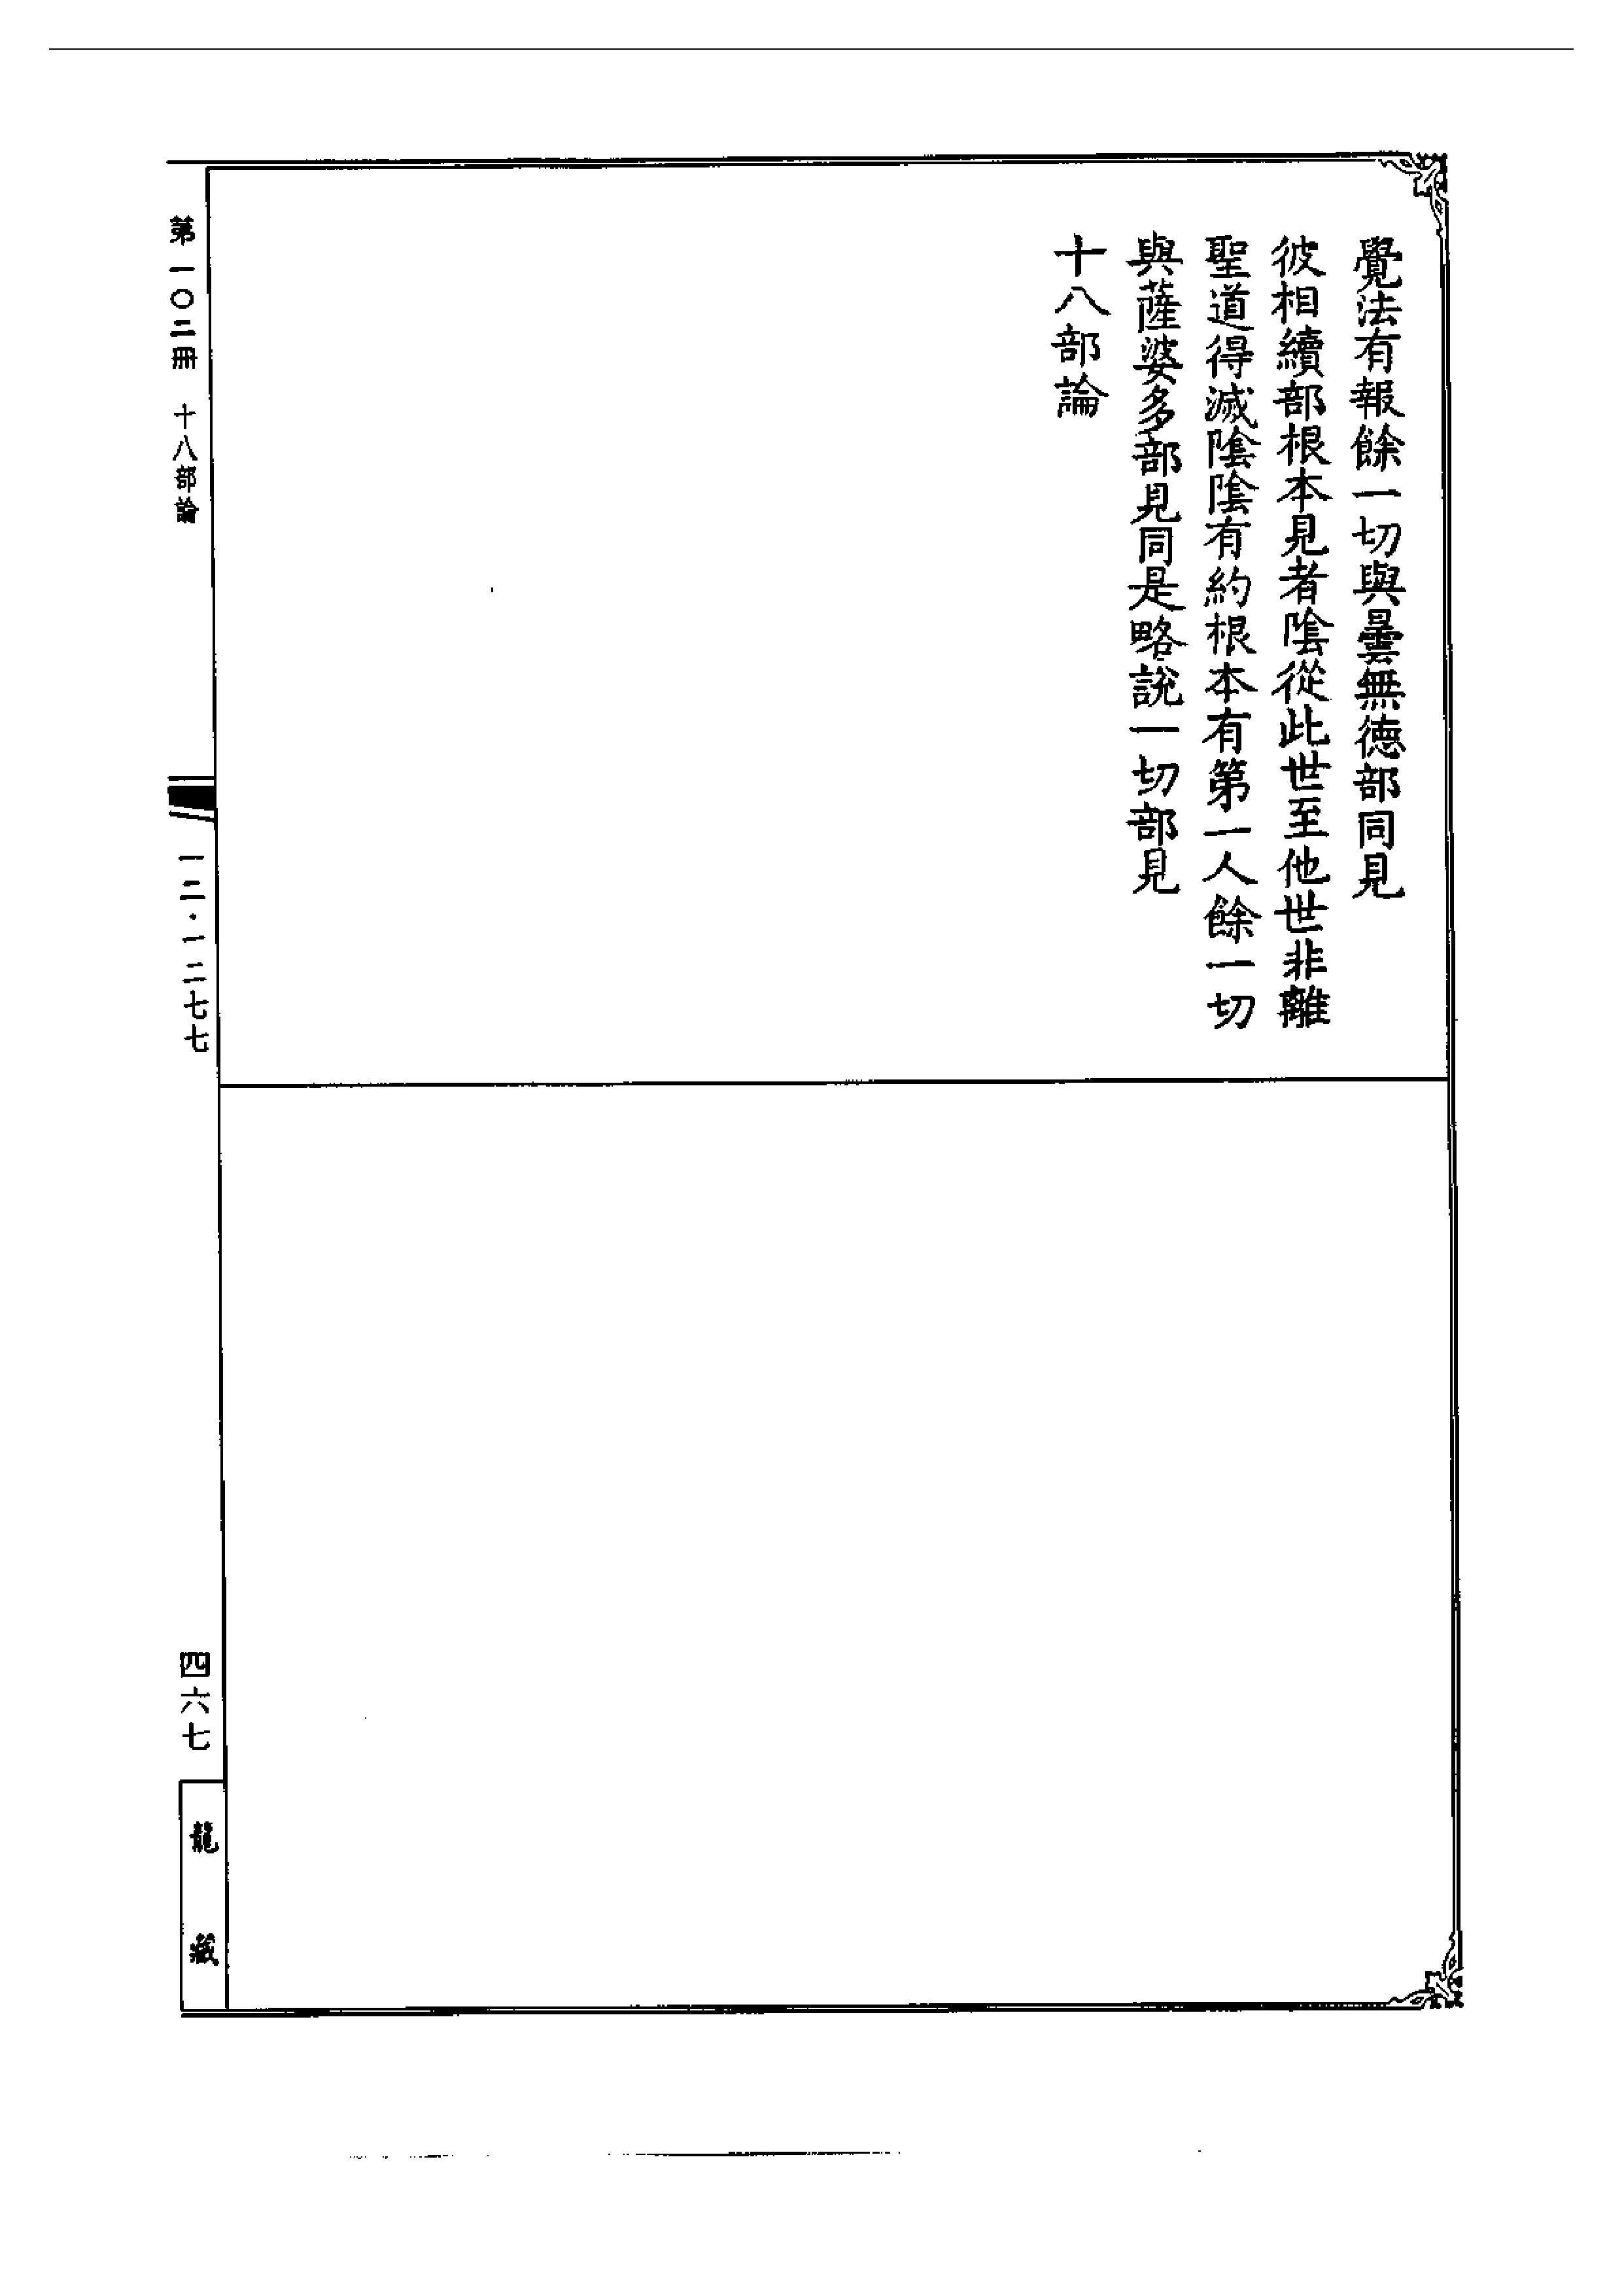 覺法有報餘一切與曇無德部同見
彼相續部根本見者陰從此世至他世非離
聖道得滅陰陰有約根本有第一人餘一切
與薩婆多部見同是略說一切部見
十八部論
第一〇二冊 十八部論
一二·一二七七
四六七
龍藏